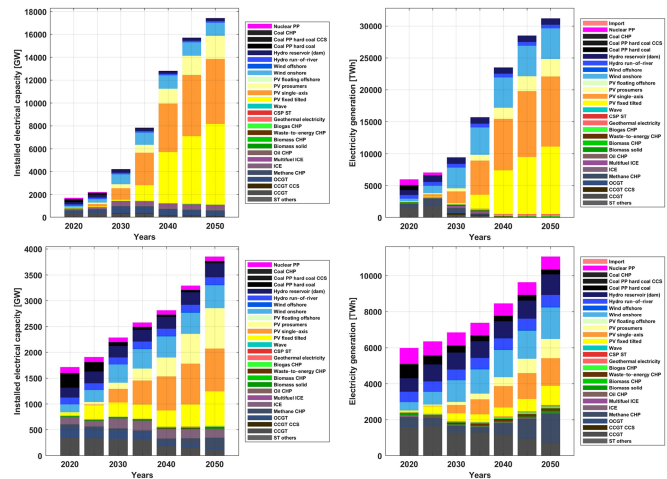 Installed electrical capacity [GW]
18000
16000
14000
12000
10000
8000
6000
4000
2000
0
2020
2030
2040
2050
Years
Nuclear PP
Coal CHP
Coal PP hard coal CCS
Coal PP hard coal
Hydro reservoir (dam)
Hydro run-of-river
Wind offshore
Wind onshore
PV floating offshore
PV prosumers
PV single-axis
PV fixed tilted
Wave
CSP ST
Geothermal electricity
Biogas CHP
Waste-to-energy CHP
Biomass CHP
Biomass solid
Oil CHP
Multifuel ICE
ICE
Methane CHP
OCGT
CCGT CCS
CCGT
ST others
Electricity generation [TWh]
30000
25000
20000
15000
10000
5000
0
2020
2030
2040
2050
Years
Import
Nuclear PP
Coal CHP
Coal PP hard coal CCS
Coal PP hard coal
Hydro reservoir (dam)
Hydro run-of-river
Wind offshore
Wind onshore
PV floating offshore
PV prosumers
PV single-axis
PV fixed tilted
Wave
CSP ST
Geothermal electricity
Biogas CHP
Waste-to-energy CHP
Biomass CHP
Biomass solid
Oil CHP
Multifuel ICE
ICE
Methane CHP
OCGT
CCGT CCS
CCGT
ST others
Installed electrical capacity [GW]
4000
3500
3000
2500
2000
1500
1000
500
0
2020
2030
2040
2050
Years
Nuclear PP
Coal CHP
Coal PP hard coal CCS
Coal PP hard coal
Hydro reservoir (dam)
Hydro run-of-river
Wind offshore
Wind onshore
PV floating offshore
PV prosumers
PV single-axis
PV fixed tilted
Wave
CSP ST
Geothermal electricity
Biogas CHP
Waste-to-energy CHP
Biomass CHP
Biomass solid
Oil CHP
Multifuel ICE
ICE
Methane CHP
OCGT
CCGT CCS
CCGT
ST others
Electricity generation [TWh]
10000
8000
6000
4000
2000
0
2020
2030
2040
2050
Years
Import
Nuclear PP
Coal CHP
Coal PP hard coal CCS
Coal PP hard coal
Hydro reservoir (dam)
Hydro run-of-river
Wind offshore
Wind onshore
PV floating offshore
PV prosumers
PV single-axis
PV fixed tilted
Wave
CSP ST
Geothermal electricity
Biogas CHP
Waste-to-energy CHP
Biomass CHP
Biomass solid
Oil CHP
Multifuel ICE
ICE
Methane CHP
OCGT
CCGT CCS
CCGT
ST others